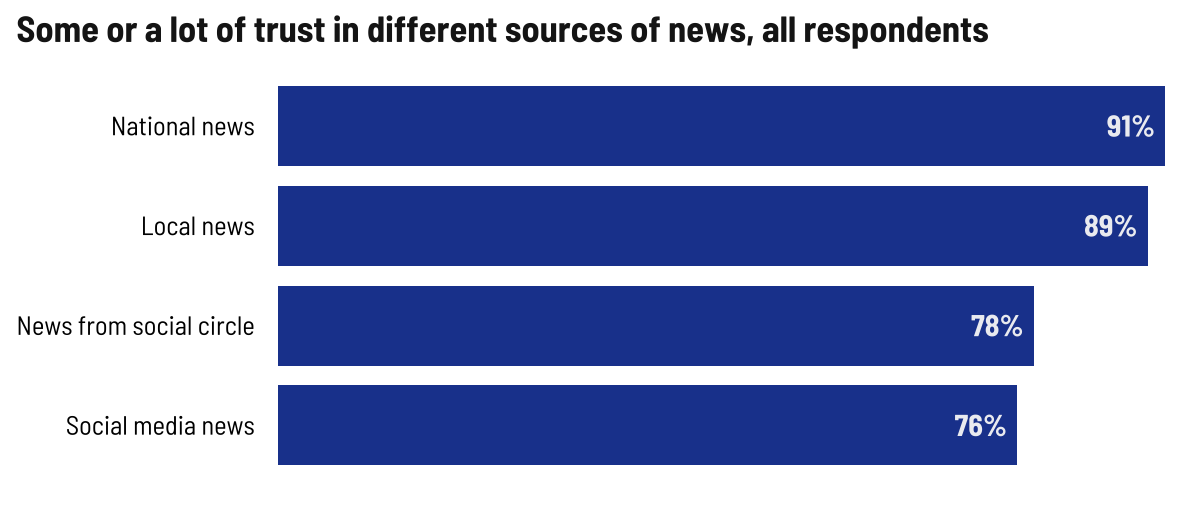 Some or a lot of trust in different sources of news, all respondents
National news 91%
Local news 89%
News from social circle 78%
Social media news 76%